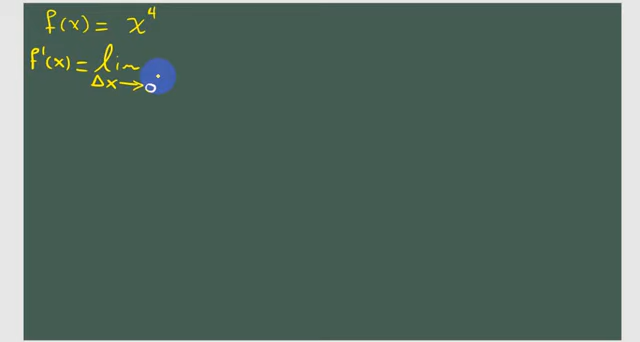 f(x) = x⁴
f'(x) = lim
Δx→0